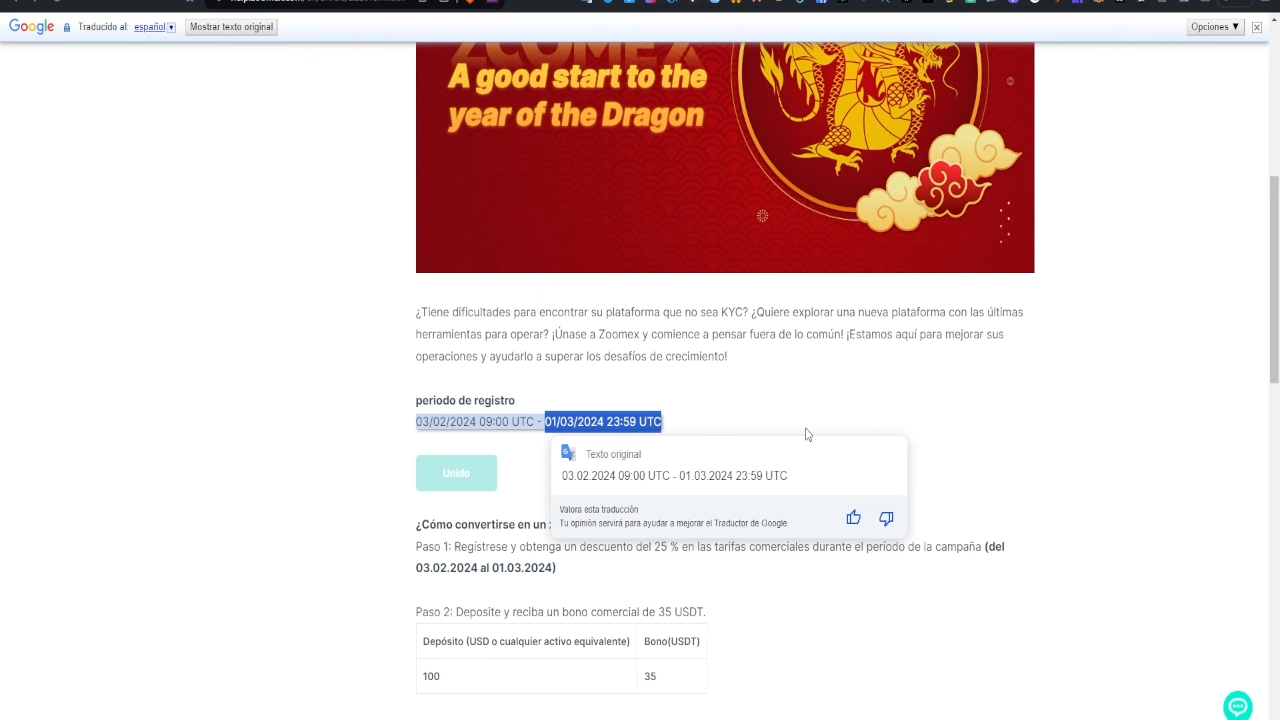 Google Traducido al: español Mostrar texto original Opciones ▼
ZOOMEX
A good start to the
year of the Dragon
¿Tiene dificultades para encontrar su plataforma que no sea KYC? ¿Quiere explorar una nueva plataforma con las últimas
herramientas para operar? ¡Únase a Zoomex y comience a pensar fuera de lo común! ¡Estamos aquí para mejorar sus
operaciones y ayudarlo a superar los desafíos de crecimiento!
periodo de registro
03/02/2024 09:00 UTC - 01/03/2024 23:59 UTC
Texto original
03.02.2024 09:00 UTC - 01.03.2024 23:59 UTC
Unido
Valora esta traducción
Tu opinión servirá para ayudar a mejorar el Traductor de Google
¿Cómo convertirse en un
Paso 1: Regístrese y obtenga un descuento del 25 % en las tarifas comerciales durante el período de la campaña (del
03.02.2024 al 01.03.2024)
Paso 2: Deposite y reciba un bono comercial de 35 USDT.
Depósito (USD o cualquier activo equivalente) Bono(USDT)
100 35